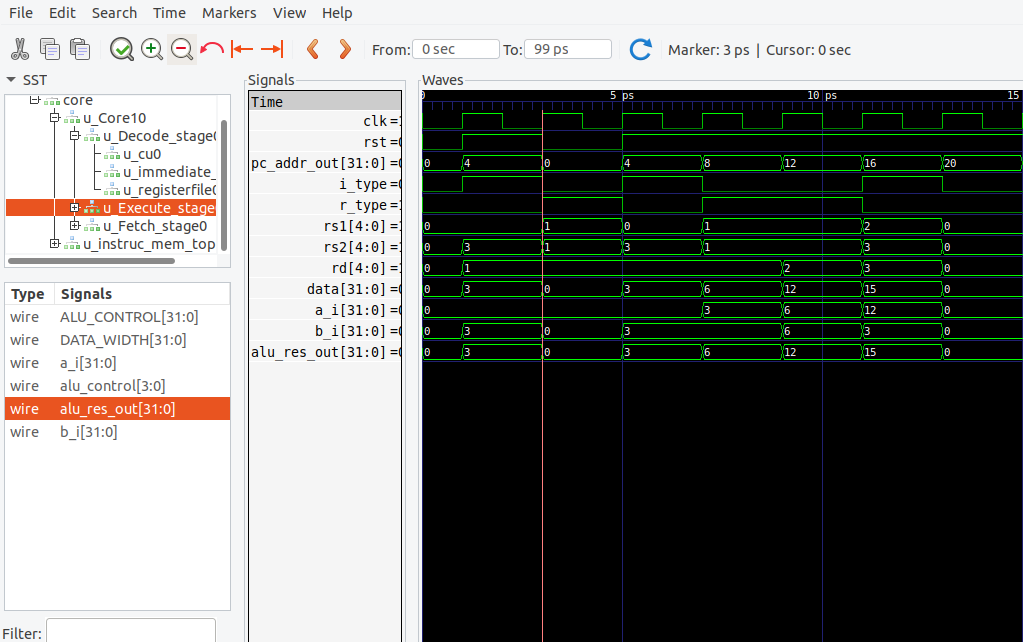 File Edit Search Time Markers View Help
From: 0 sec To: 99 ps Marker: 3 ps | Cursor: 0 sec
SST
core
u_Core10
u_Decode_stage0
u_cu0
u_immediate_
u_registerfile0
u_Execute_stage
u_Fetch_stage0
u_instruc_mem_top
Type Signals
wire ALU_CONTROL[31:0]
wire DATA_WIDTH[31:0]
wire a_i[31:0]
wire alu_control[3:0]
wire alu_res_out[31:0]
wire b_i[31:0]
Filter:
Signals
Time
clk=1
rst=0
pc_addr_out[31:0]=0
i_type=0
r_type=1
rs1[4:0]=1
rs2[4:0]=1
rd[4:0]=1
data[31:0]=0
a_i[31:0]=0
b_i[31:0]=0
alu_res_out[31:0]=0
Waves
0 5 ps 10 ps 15
0 4 0 4 8 12 16 20
0 1 0 1 2 0
0 3 1 3 1 3 0
0 1 2 3 0
0 3 0 3 6 12 15 0
0 3 6 12 0
0 3 0 3 6 3 0
0 3 0 3 6 12 15 0